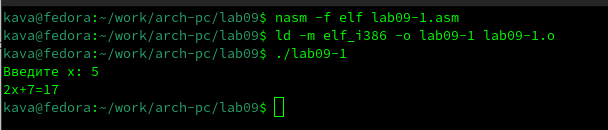 kava@fedora:~/work/arch-pc/lab09$ nasm -f elf lab09-1.asm
kava@fedora:~/work/arch-pc/lab09$ ld -m elf_i386 -o lab09-1 lab09-1.o
kava@fedora:~/work/arch-pc/lab09$ ./lab09-1
Введите x: 5
2x+7=17
kava@fedora:~/work/arch-pc/lab09$